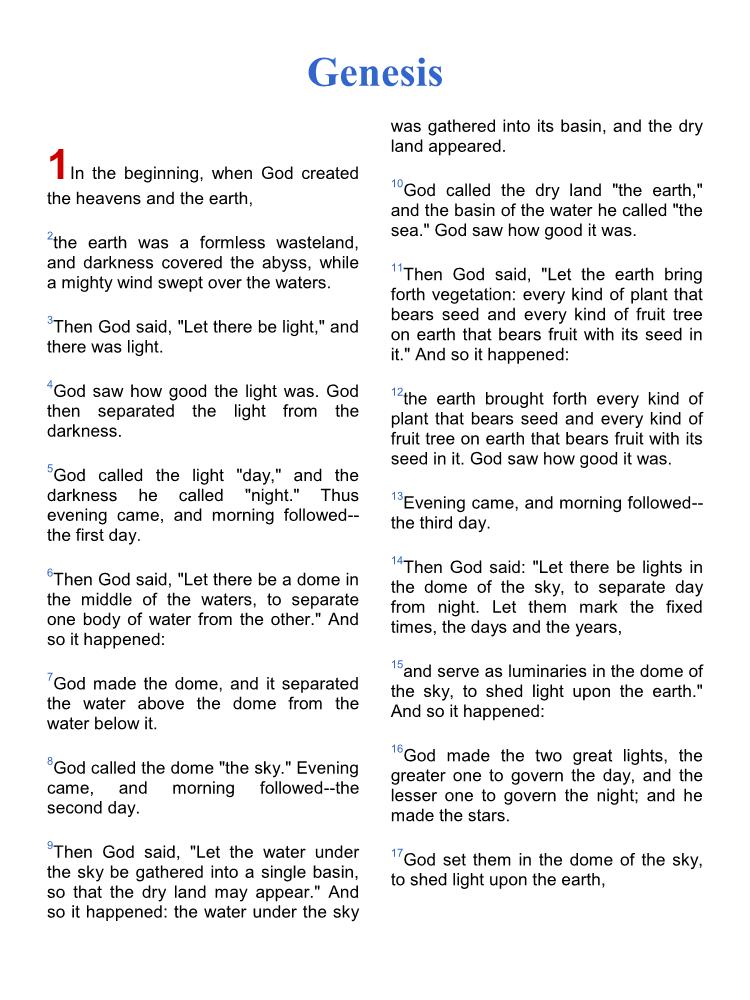 Genesis
1In the beginning, when God created
the heavens and the earth,
2the earth was a formless wasteland,
and darkness covered the abyss, while
a mighty wind swept over the waters.
3Then God said, "Let there be light," and
there was light.
4God saw how good the light was. God
then separated the light from the
darkness.
5God called the light "day," and the
darkness he called "night." Thus
evening came, and morning followed--
the first day.
6Then God said, "Let there be a dome in
the middle of the waters, to separate
one body of water from the other." And
so it happened:
7God made the dome, and it separated
the water above the dome from the
water below it.
8God called the dome "the sky." Evening
came, and morning followed--the
second day.
9Then God said, "Let the water under
the sky be gathered into a single basin,
so that the dry land may appear." And
so it happened: the water under the sky
was gathered into its basin, and the dry
land appeared.
10God called the dry land "the earth,"
and the basin of the water he called "the
sea." God saw how good it was.
11Then God said, "Let the earth bring
forth vegetation: every kind of plant that
bears seed and every kind of fruit tree
on earth that bears fruit with its seed in
it." And so it happened:
12the earth brought forth every kind of
plant that bears seed and every kind of
fruit tree on earth that bears fruit with its
seed in it. God saw how good it was.
13Evening came, and morning followed--
the third day.
14Then God said: "Let there be lights in
the dome of the sky, to separate day
from night. Let them mark the fixed
times, the days and the years,
15and serve as luminaries in the dome of
the sky, to shed light upon the earth."
And so it happened:
16God made the two great lights, the
greater one to govern the day, and the
lesser one to govern the night; and he
made the stars.
17God set them in the dome of the sky,
to shed light upon the earth,